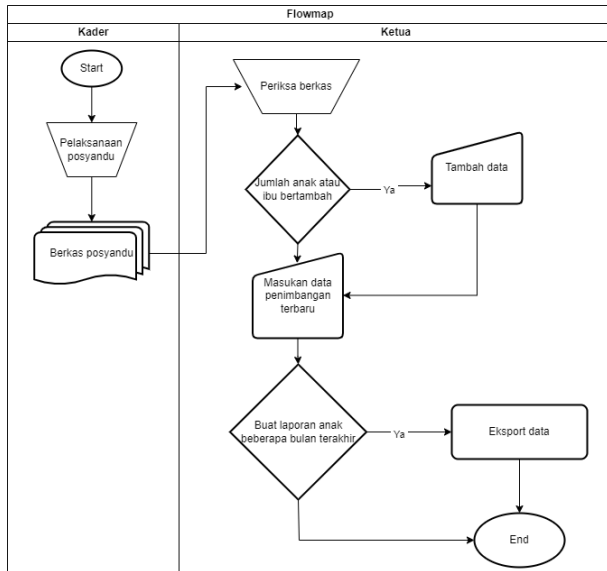 Flowmap
Kader
Ketua
Start
Periksa berkas
Pelaksanaan
posyandu
Jumlah anak atau
ibu bertambah
Ya
Tambah data
Berkas posyandu
Masukan data
penimbangan
terbaru
Buat laporan anak
beberapa bulan terakhir
Ya
Eksport data
End